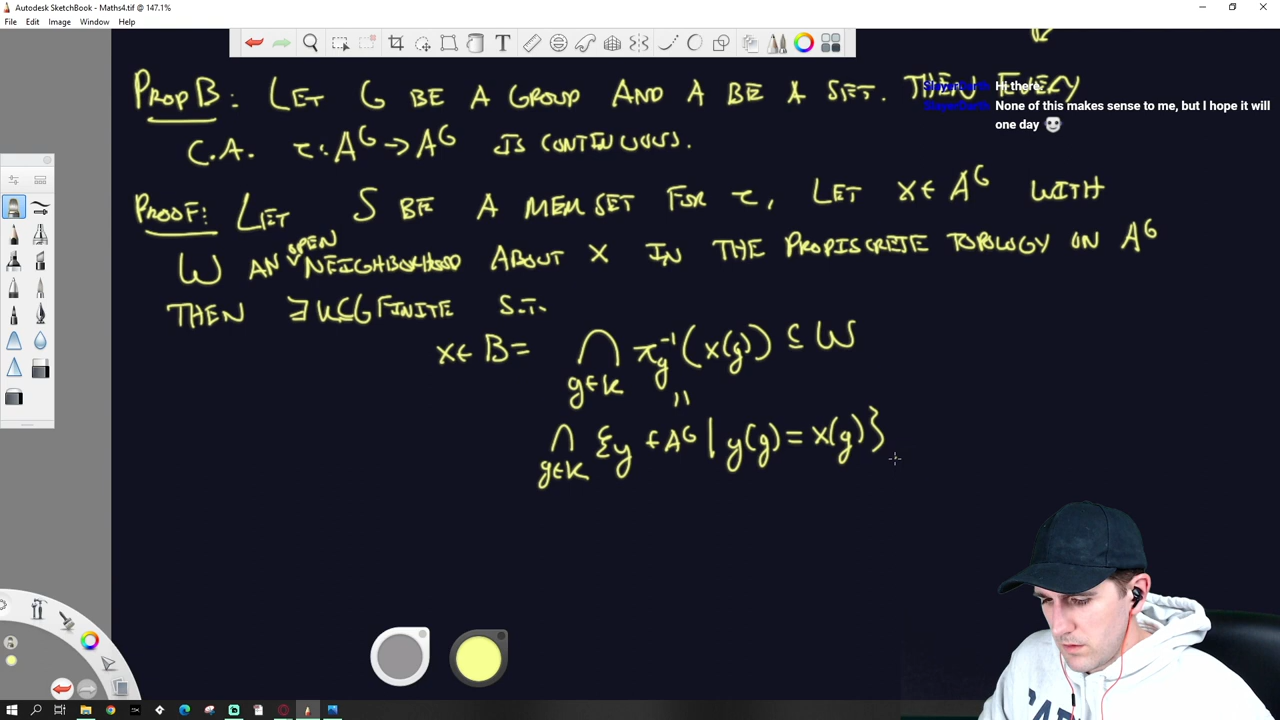 Autodesk SketchBook - Maths4.tif @ 147.1%
File Edit Image Window Help
PROP B: LET G BE A GROUP AND A BE A SET. THEN EVERY
C.A. τ: A^G → A^G IS CONTINUOUS.
SlayerDarth Hi there.
SlayerDarth None of this makes sense to me, but I hope it will
one day
PROOF: LET S BE A MEM SET FOR τ, LET x ∈ A^G WITH
W AN OPEN NEIGHBORHOOD ABOUT X IN THE PRODISCRETE TOPOLOGY ON A^G
THEN ∃ K ⊆ G FINITE S.T.
x ∈ B = ∩_{g∈K} π_g^{-1}(x(g)) ⊆ W
=
∩_{g∈K} {y ∈ A^G | y(g) = x(g)}